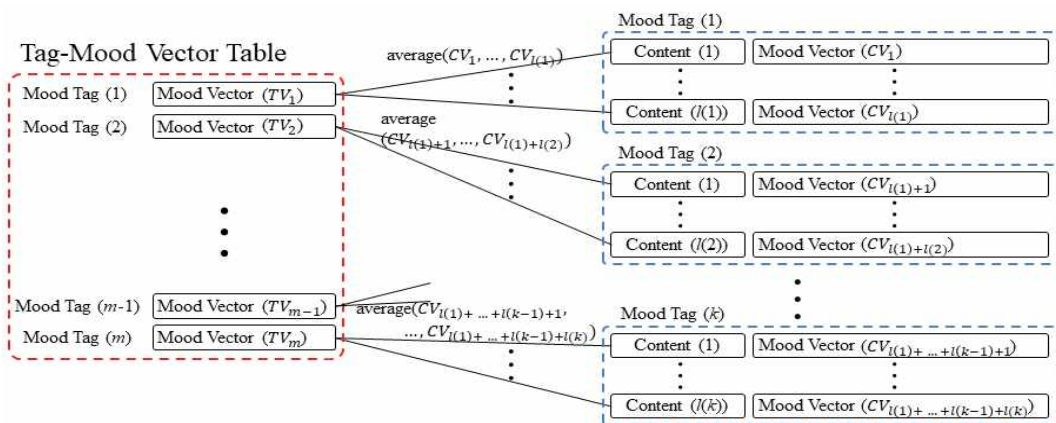 Tag-Mood Vector Table
Mood Tag (1) Mood Vector (TV₁)
Mood Tag (2) Mood Vector (TV₂)
Mood Tag (m-1) Mood Vector (TVₘ₋₁)
Mood Tag (m) Mood Vector (TVₘ)
average(CV₁, ..., CV_{l(1)})
average
(CV_{l(1)+1}, ..., CV_{l(1)+l(2)})
average(CV_{l(1)+ ... +l(k-1)+1},
..., CV_{l(1)+ ... +l(k-1)+l(k)})
Mood Tag (1)
Content (1) Mood Vector (CV₁)
Content (l(1)) Mood Vector (CV_{l(1)})
Mood Tag (2)
Content (1) Mood Vector (CV_{l(1)+1})
Content (l(2)) Mood Vector (CV_{l(1)+l(2)})
Mood Tag (k)
Content (1) Mood Vector (CV_{l(1)+ ... +l(k-1)+1})
Content (l(k)) Mood Vector (CV_{l(1)+ ... +l(k-1)+l(k)})